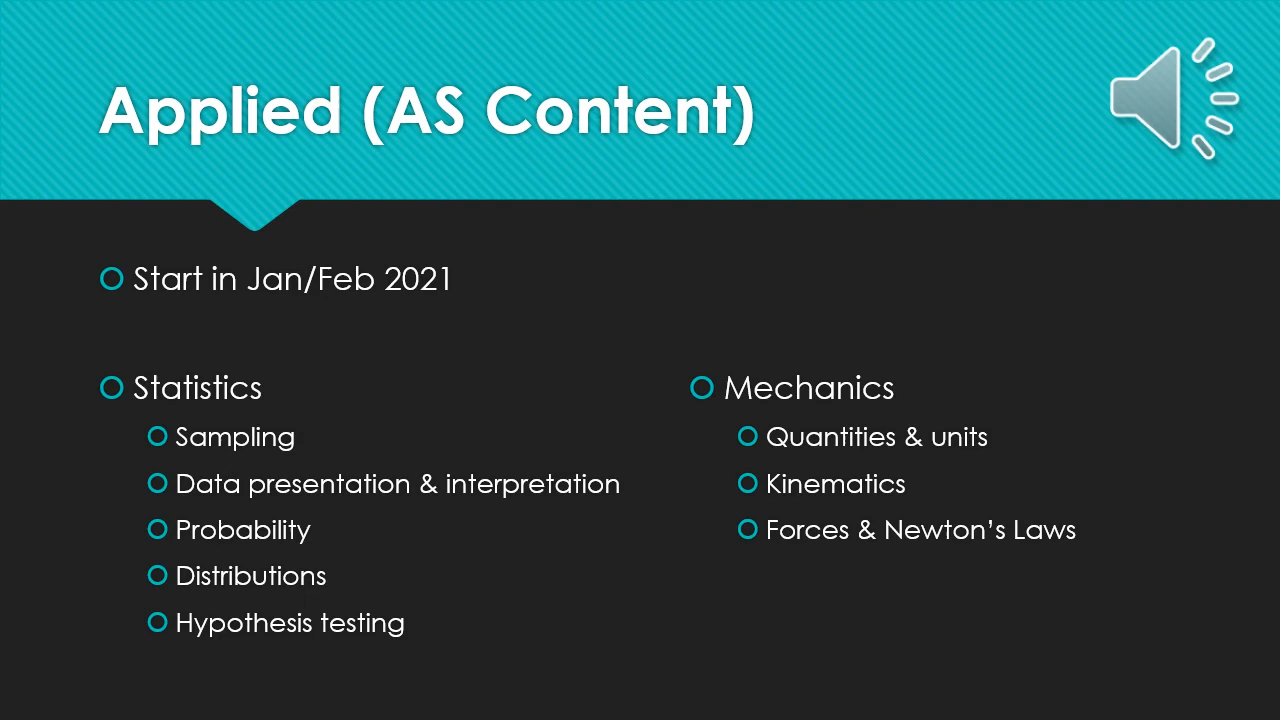 Applied (AS Content)
Start in Jan/Feb 2021
Statistics
Sampling
Data presentation & interpretation
Probability
Distributions
Hypothesis testing
Mechanics
Quantities & units
Kinematics
Forces & Newton’s Laws